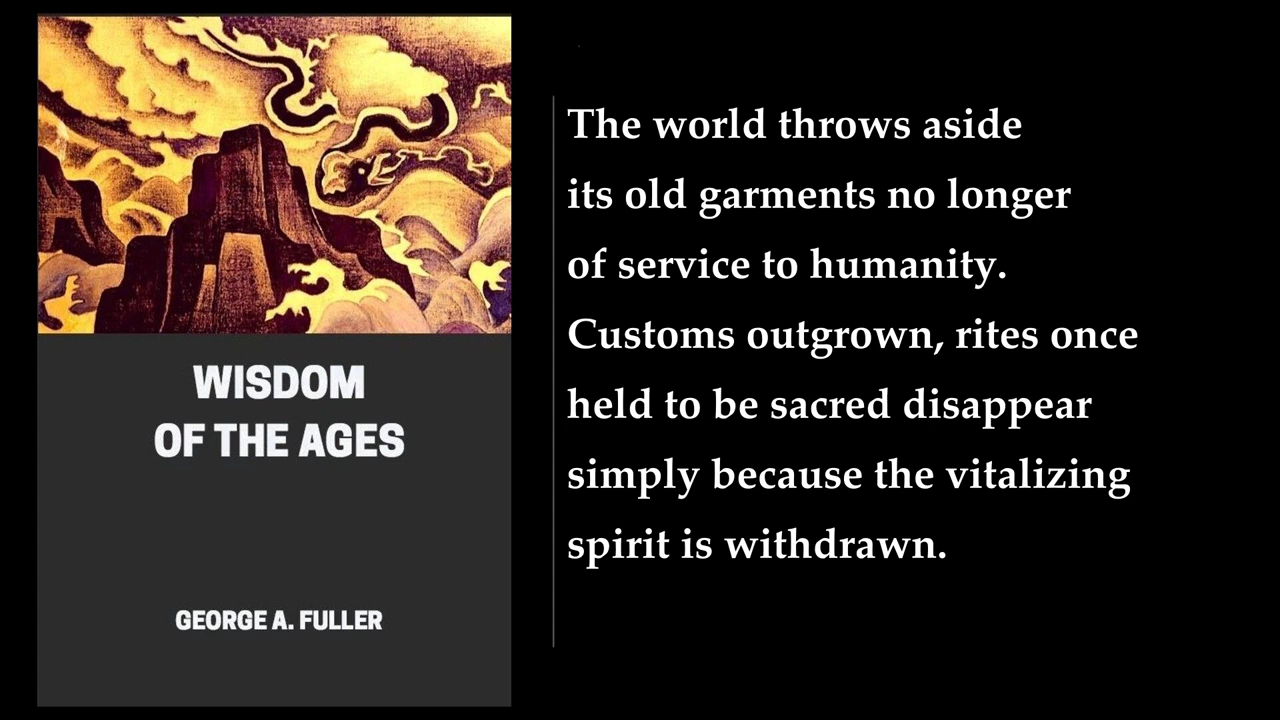 WISDOM
OF THE AGES
GEORGE A. FULLER
The world throws aside
its old garments no longer
of service to humanity.
Customs outgrown, rites once
held to be sacred disappear
simply because the vitalizing
spirit is withdrawn.